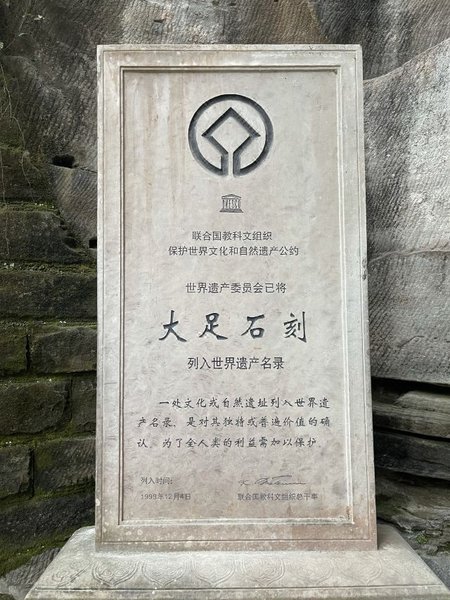 联合国教科文组织
保护世界文化和自然遗产公约
世界遗产委员会已将
大足石刻
列入世界遗产名录
一处文化或自然遗址列入世界遗
产名录，是对其独特或普遍价值的确
认，为了全人类的利益需加以保护。
列入时间：
1999年12月4日
联合国教科文组织总干事